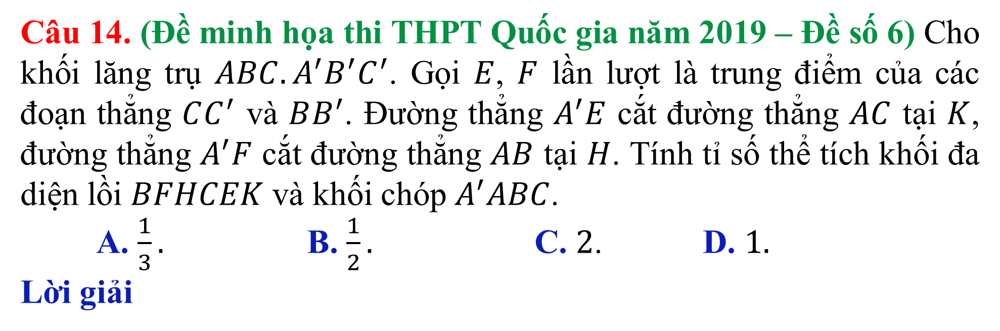 Câu 14. (Đề minh họa thi THPT Quốc gia năm 2019 – Đề số 6) Cho
khối lăng trụ ABC.A′B′C′. Gọi E, F lần lượt là trung điểm của các
đoạn thẳng CC′ và BB′. Đường thẳng A′E cắt đường thẳng AC tại K,
đường thẳng A′F cắt đường thẳng AB tại H. Tính tỉ số thể tích khối đa
diện lồi BFHCEK và khối chóp A′ABC.
A. 1/3. B. 1/2. C. 2. D. 1.
Lời giải